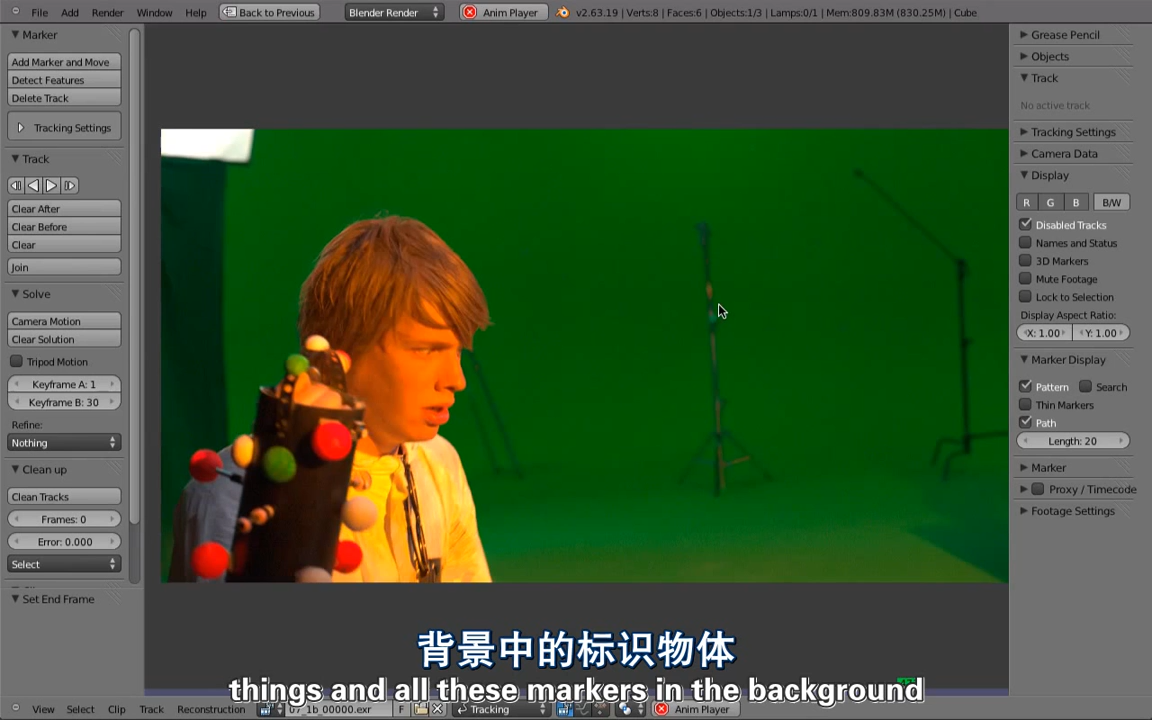 File Add Render Window Help Back to Previous Blender Render Anim Player v2.63.19 | Verts:8 | Faces:6 | Objects:1/3 | Lamps:0/1 | Mem:809.83M (830.25M) | Cube
Marker
Add Marker and Move
Detect Features
Delete Track
Tracking Settings
Track
Clear After
Clear Before
Clear
Join
Solve
Camera Motion
Clear Solution
Tripod Motion
Keyframe A: 1
Keyframe B: 30
Refine:
Nothing
Clean up
Clean Tracks
Frames: 0
Error: 0.000
Select
Set End Frame
Grease Pencil
Objects
Track
No active track
Tracking Settings
Camera Data
Display
R G B B/W
Disabled Tracks
Names and Status
3D Markers
Mute Footage
Lock to Selection
Display Aspect Ratio:
X: 1.00 Y: 1.00
Marker Display
Pattern Search
Thin Markers
Path
Length: 20
Marker
Proxy / Timecode
Footage Settings
背景中的标识物体
things and all these markers in the background
View Select Clip Track Reconstruction 07_1b_00000.exr F Tracking Anim Player